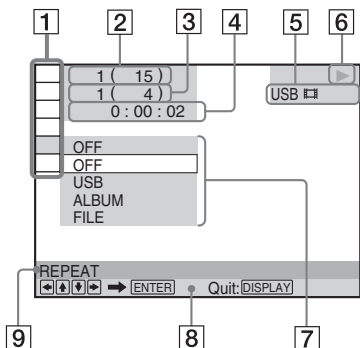 1 2 3 4 5 6
1 ( 15)
1 ( 4)
0 : 00 : 02
USB
OFF
OFF
USB
ALBUM
FILE
REPEAT
ENTER Quit: DISPLAY
9 8 7